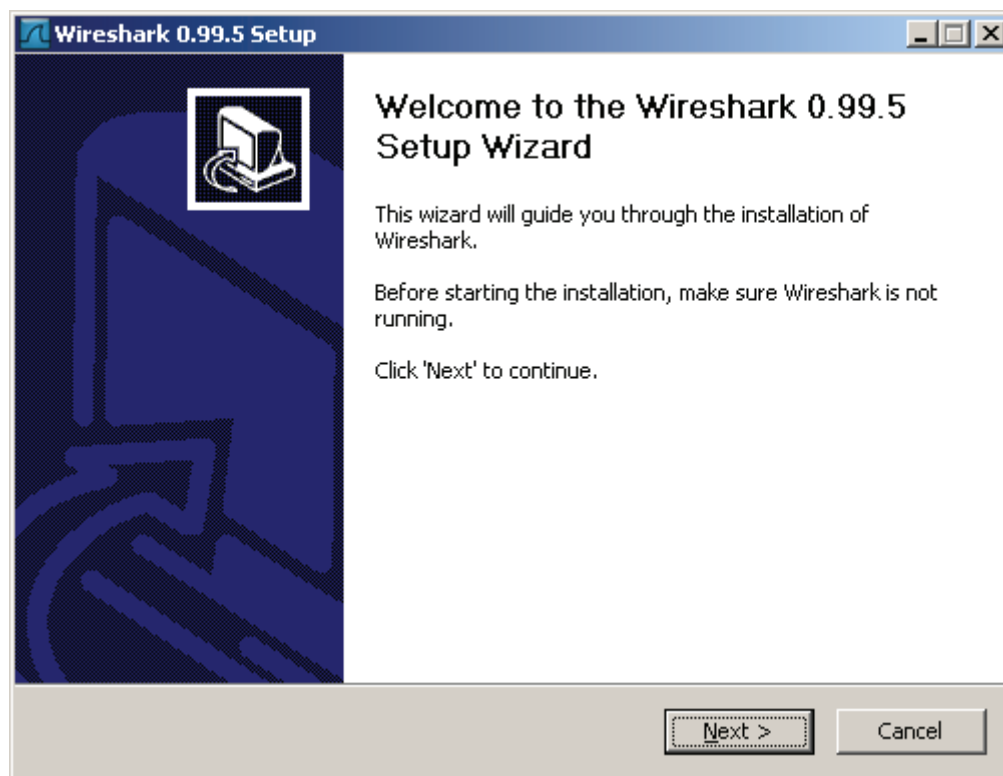 Wireshark 0.99.5 Setup
Welcome to the Wireshark 0.99.5
Setup Wizard
This wizard will guide you through the installation of
Wireshark.
Before starting the installation, make sure Wireshark is not
running.
Click 'Next' to continue.
Next >
Cancel